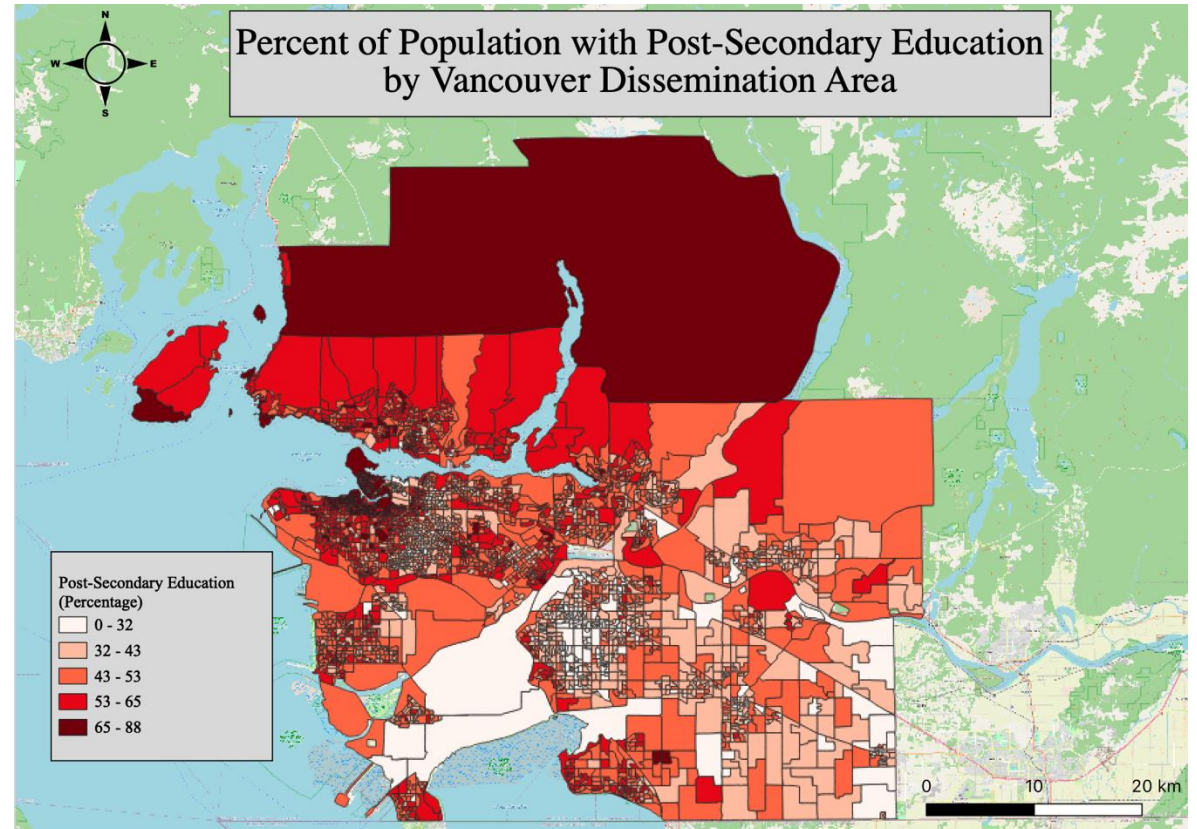 N
W E
S
Percent of Population with Post-Secondary Education
by Vancouver Dissemination Area
Post-Secondary Education
(Percentage)
0 - 32
32 - 43
43 - 53
53 - 65
65 - 88
0 10 20 km